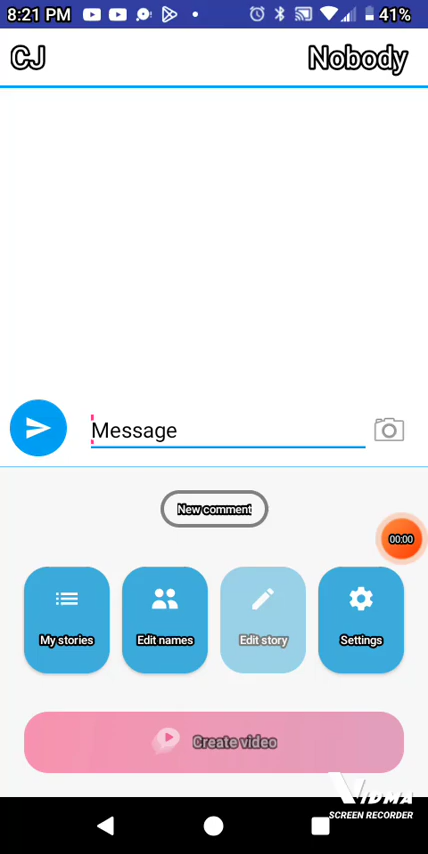 8:21 PM 41%
CJ Nobody
Message
New comment
00:00
My stories Edit names Edit story Settings
Create video
VIDMA
SCREEN RECORDER